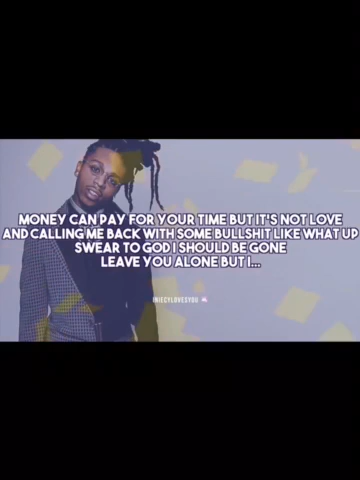 MONEY CAN PAY FOR YOUR TIME BUT IT'S NOT LOVE
AND CALLING ME BACK WITH SOME BULLSHIT LIKE WHAT UP
SWEAR TO GOD I SHOULD BE GONE
LEAVE YOU ALONE BUT I...
INIECYLOVESYOU